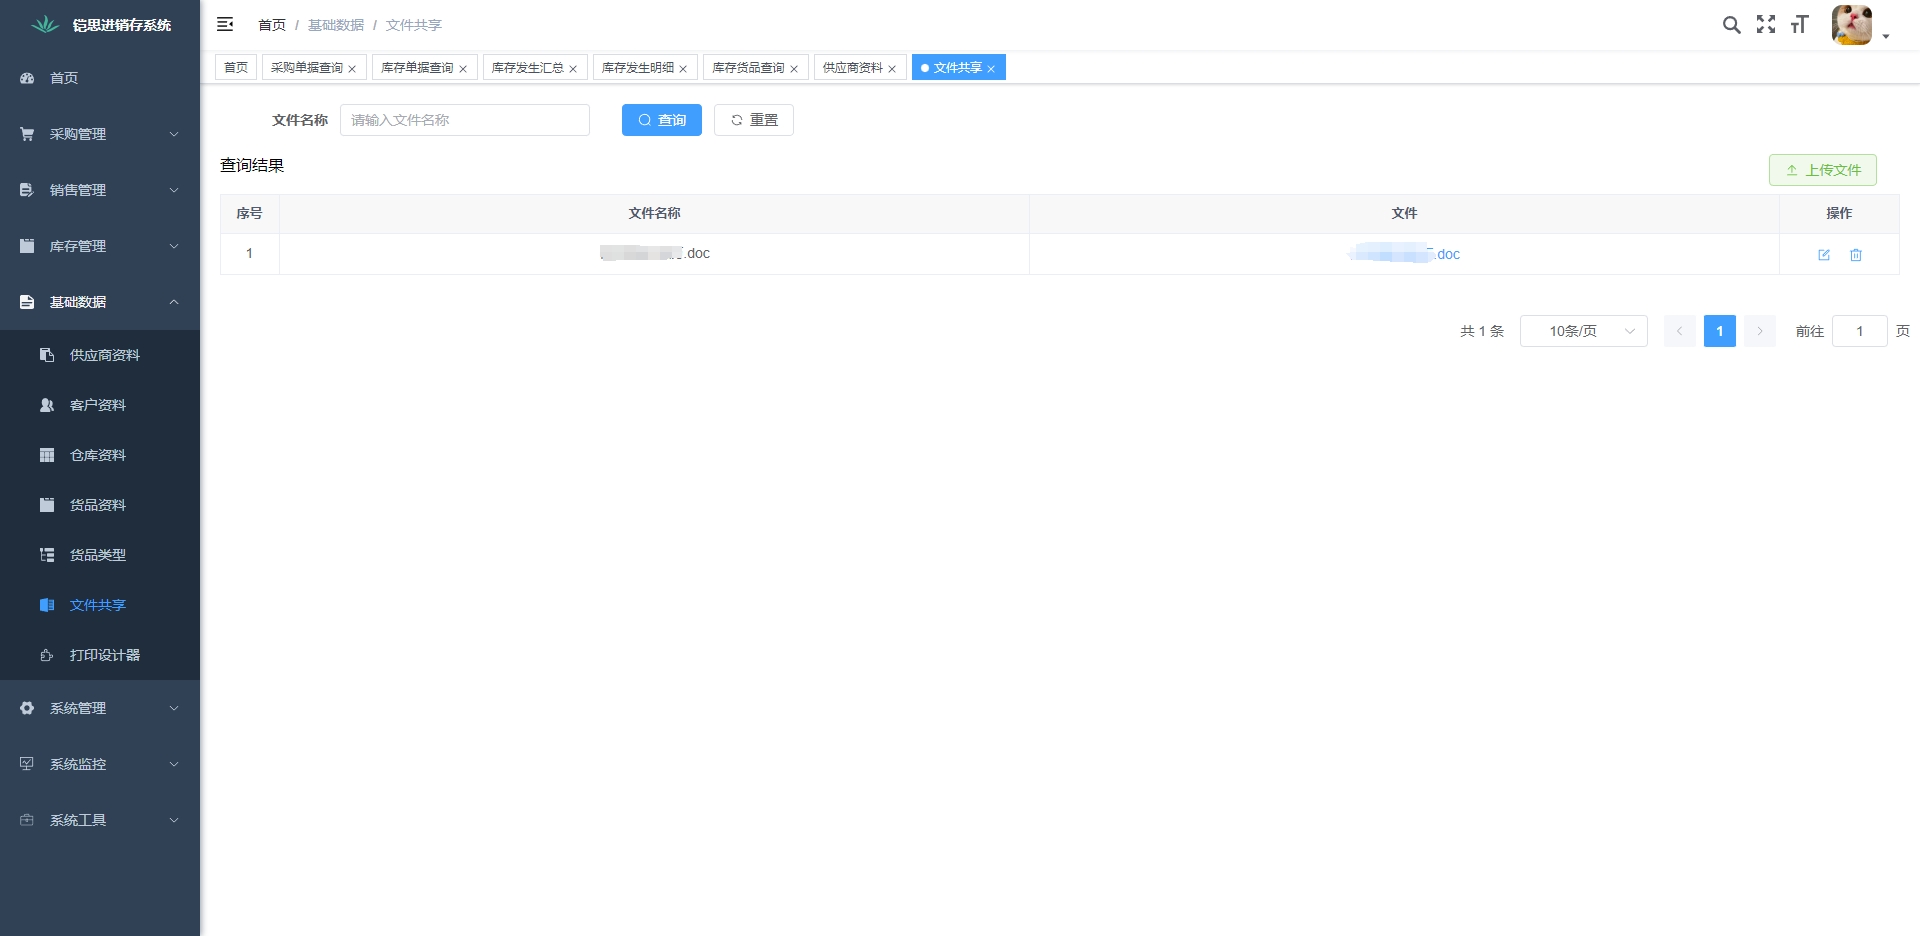 铠思进销存系统
首页 / 基础数据 / 文件共享
首页
采购单据查询
库存单据查询
库存发生汇总
库存发生明细
库存货品查询
供应商资料
文件共享
首页
采购管理
销售管理
库存管理
基础数据
供应商资料
客户资料
仓库资料
货品资料
货品类型
文件共享
打印设计器
系统管理
系统监控
系统工具
文件名称 请输入文件名称 查询 重置
查询结果 上传文件
序号 文件名称 文件 操作
1 .doc .doc
共 1 条 10条/页 1 前往 1 页